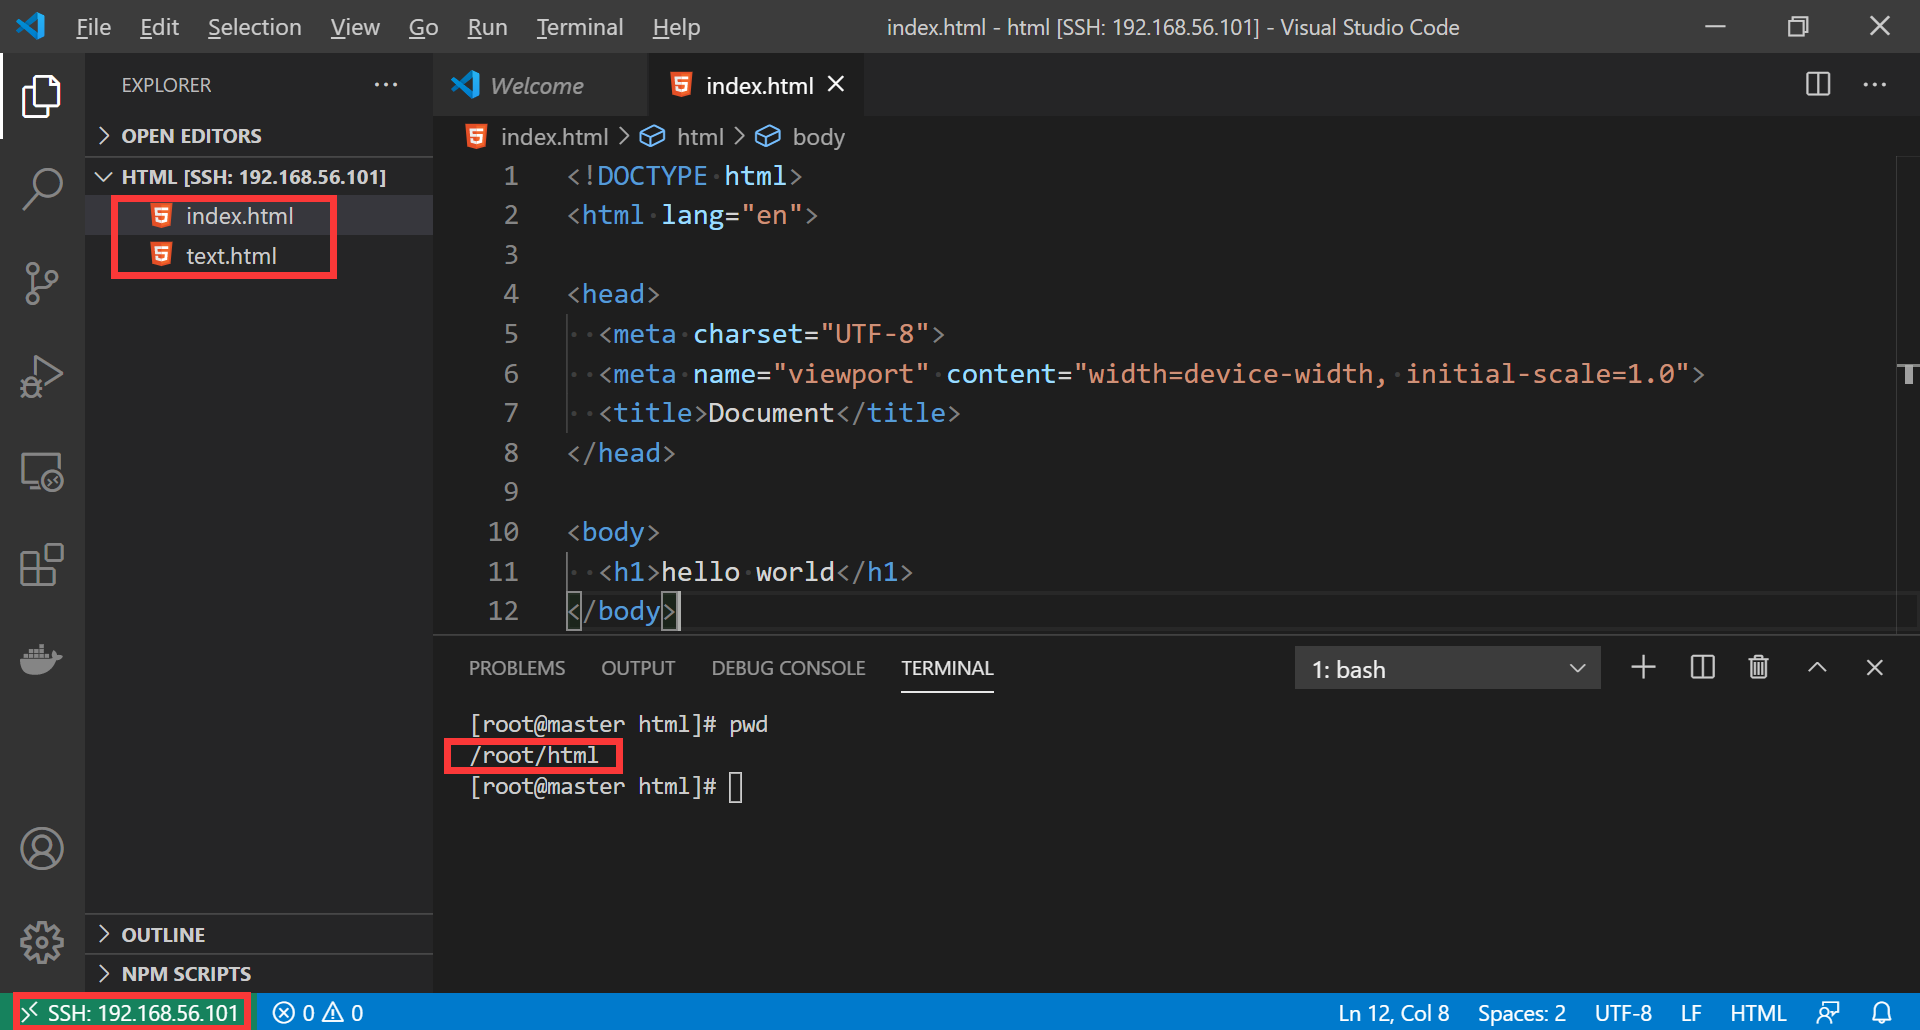 File Edit Selection View Go Run Terminal Help index.html - html [SSH: 192.168.56.101] - Visual Studio Code
EXPLORER
OPEN EDITORS
HTML [SSH: 192.168.56.101]
index.html
text.html
OUTLINE
NPM SCRIPTS
Welcome index.html
index.html > html > body
1 <!DOCTYPE html>
2 <html lang="en">
3
4 <head>
5 <meta charset="UTF-8">
6 <meta name="viewport" content="width=device-width, initial-scale=1.0">
7 <title>Document</title>
8 </head>
9
10 <body>
11 <h1>hello world</h1>
12 </body>
PROBLEMS OUTPUT DEBUG CONSOLE TERMINAL 1: bash
[root@master html]# pwd
/root/html
[root@master html]#
SSH: 192.168.56.101 0 0 Ln 12, Col 8 Spaces: 2 UTF-8 LF HTML